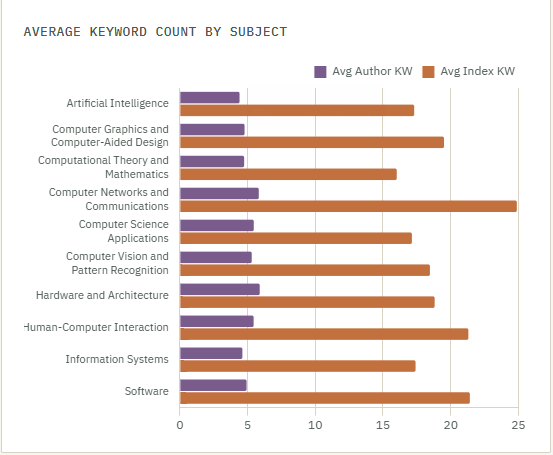 AVERAGE KEYWORD COUNT BY SUBJECT
Avg Author KW Avg Index KW
Artificial Intelligence
Computer Graphics and
Computer-Aided Design
Computational Theory and
Mathematics
Computer Networks and
Communications
Computer Science
Applications
Computer Vision and
Pattern Recognition
Hardware and Architecture
Human-Computer Interaction
Information Systems
Software
0 5 10 15 20 25